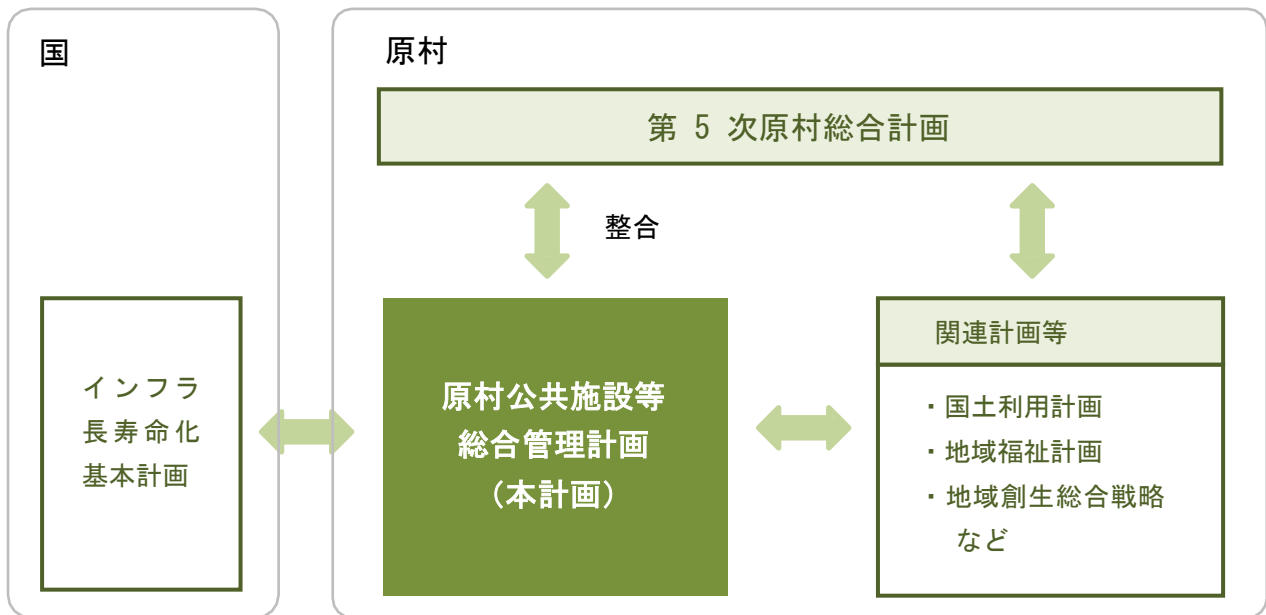 国
原村
第 5 次原村総合計画
整合
インフラ
長寿命化
基本計画
原村公共施設等
総合管理計画
（本計画）
関連計画等
・国土利用計画
・地域福祉計画
・地域創生総合戦略
など